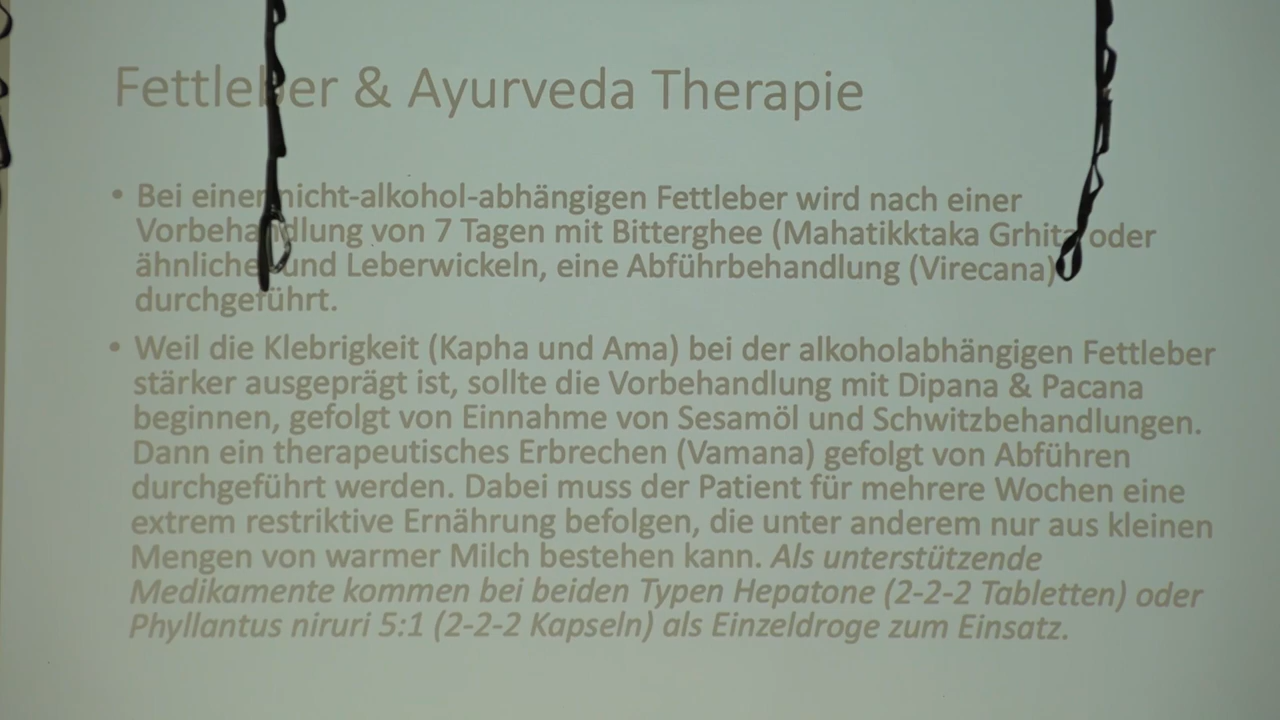 Fettleber & Ayurveda Therapie
• Bei einer nicht-alkohol-abhängigen Fettleber wird nach einer
Vorbehandlung von 7 Tagen mit Bitterghee (Mahatikktaka Grhita oder
ähnliche und Leberwickeln, eine Abführbehandlung (Virecana)
durchgeführt.
• Weil die Klebrigkeit (Kapha und Ama) bei der alkoholabhängigen Fettleber
stärker ausgeprägt ist, sollte die Vorbehandlung mit Dipana & Pacana
beginnen, gefolgt von Einnahme von Sesamöl und Schwitzbehandlungen.
Dann ein therapeutisches Erbrechen (Vamana) gefolgt von Abführen
durchgeführt werden. Dabei muss der Patient für mehrere Wochen eine
extrem restriktive Ernährung befolgen, die unter anderem nur aus kleinen
Mengen von warmer Milch bestehen kann. Als unterstützende
Medikamente kommen bei beiden Typen Hepatone (2-2-2 Tabletten) oder
Phyllantus niruri 5:1 (2-2-2 Kapseln) als Einzeldroge zum Einsatz.